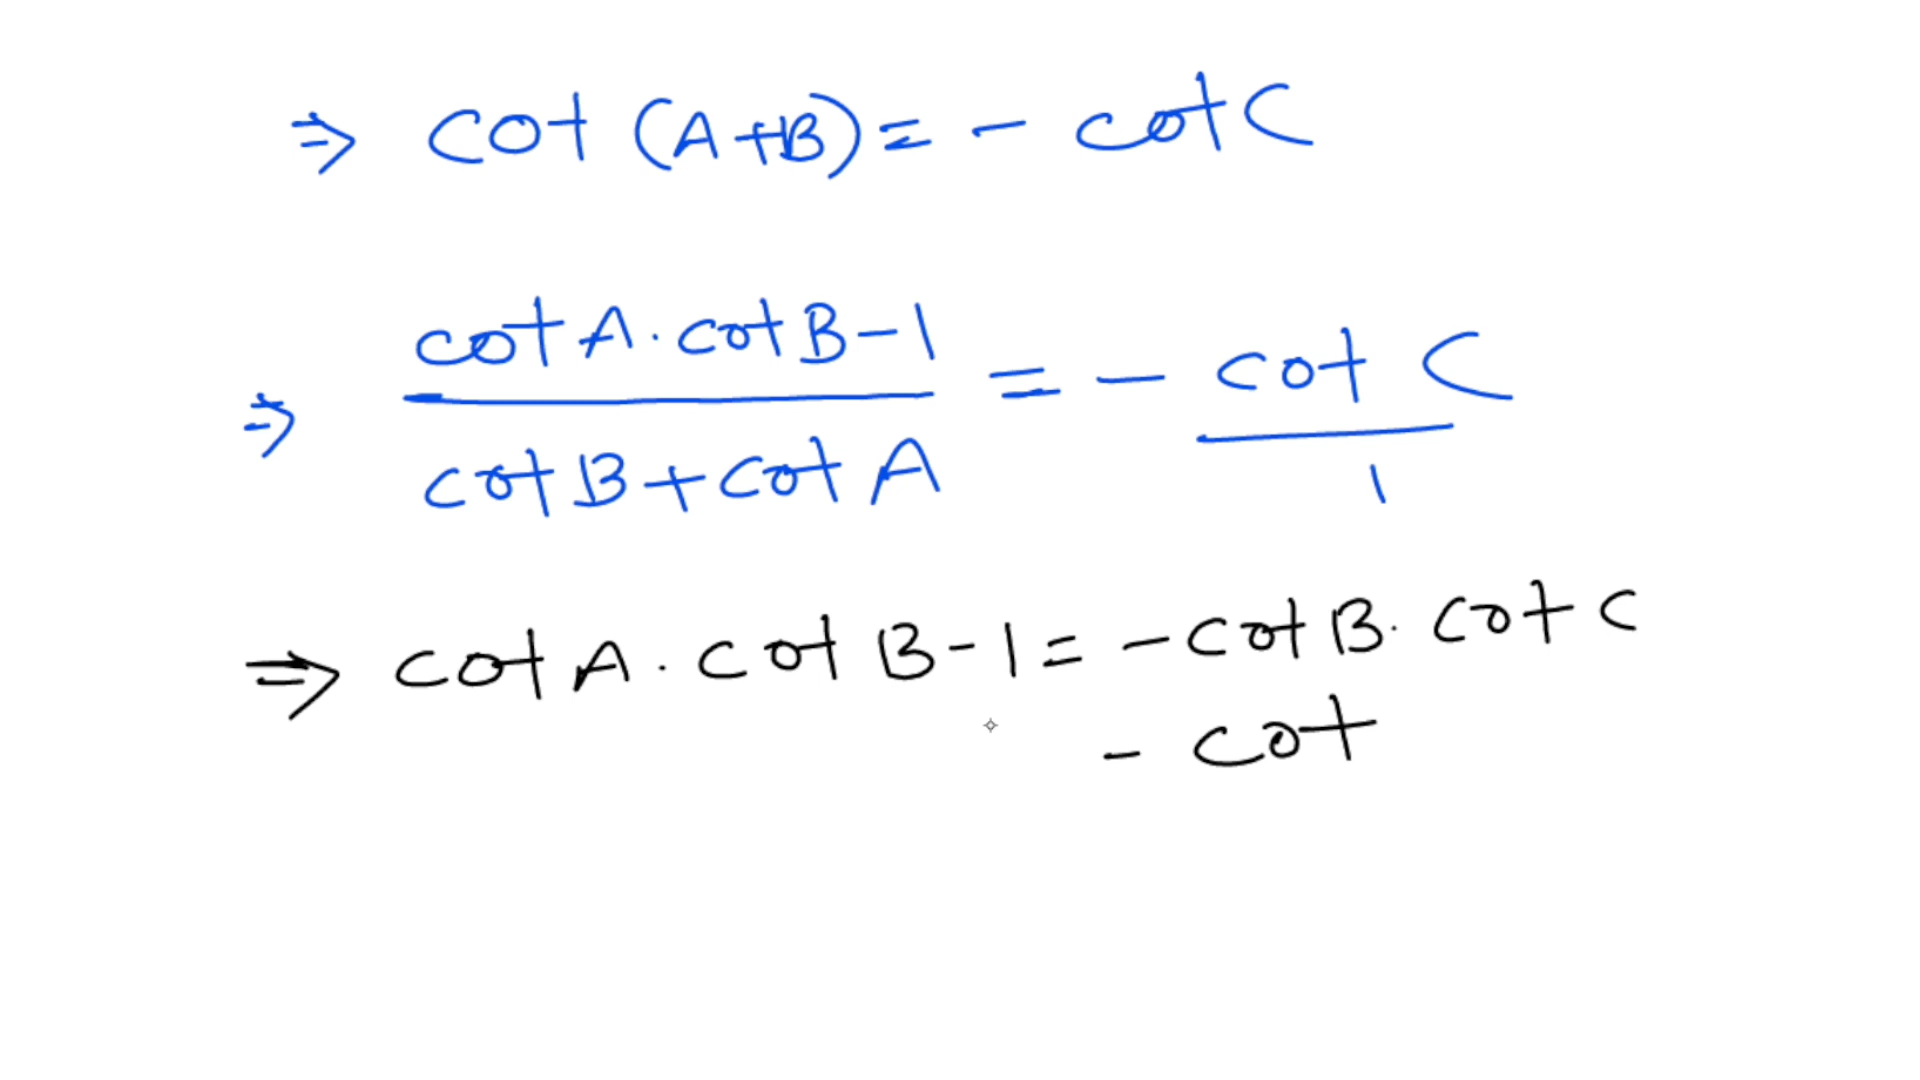 ⇒ cot (A+B) = - cot C
⇒ cot A . cot B - 1 / cot B + cot A = - cot C / 1
⇒ cot A . cot B - 1 = - cot B . cot C
- cot